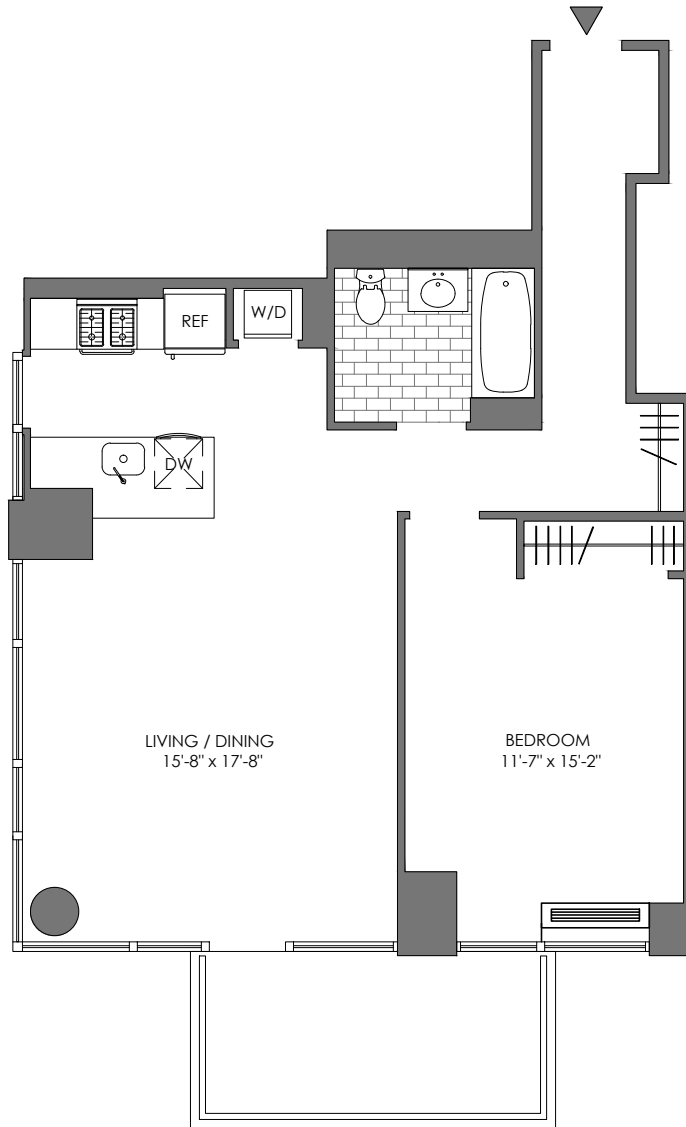 REF
W/D
DW
LIVING / DINING
15'-8" x 17'-8"
BEDROOM
11'-7" x 15'-2"